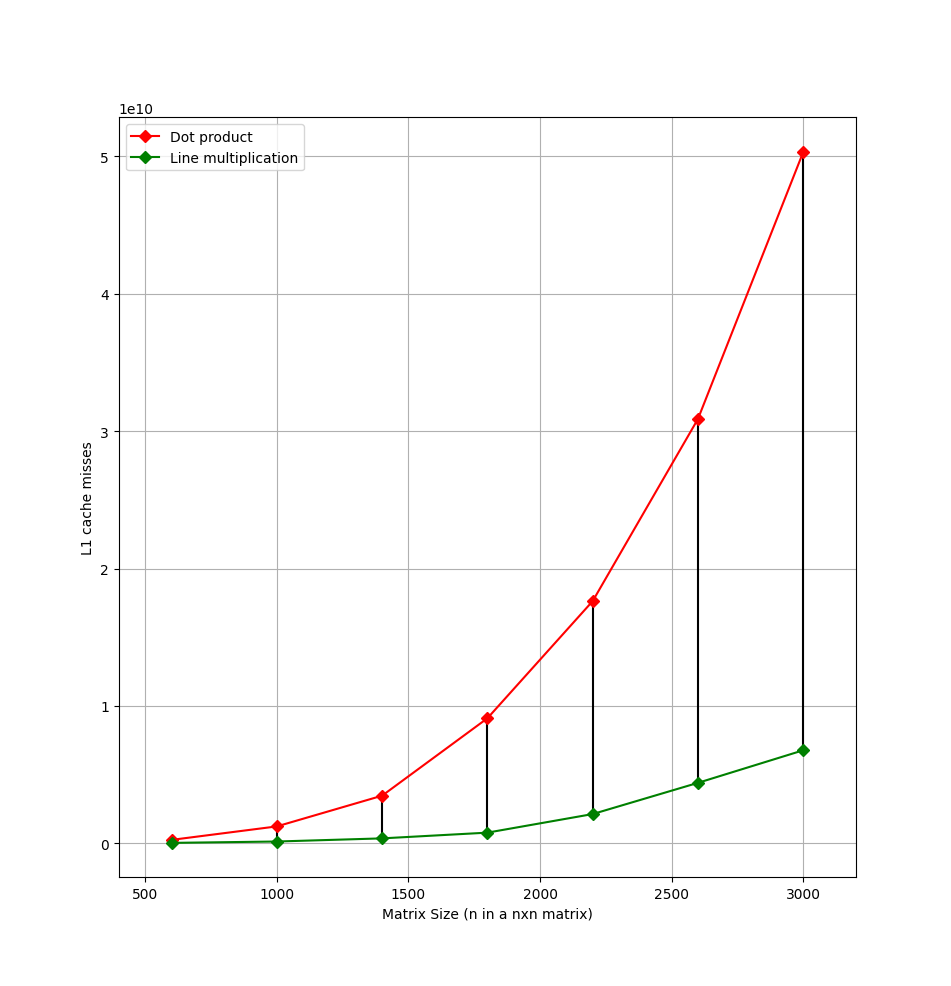 1e10
Dot product
Line multiplication
5
4
3
2
1
0
L1 cache misses
500 1000 1500 2000 2500 3000
Matrix Size (n in a nxn matrix)